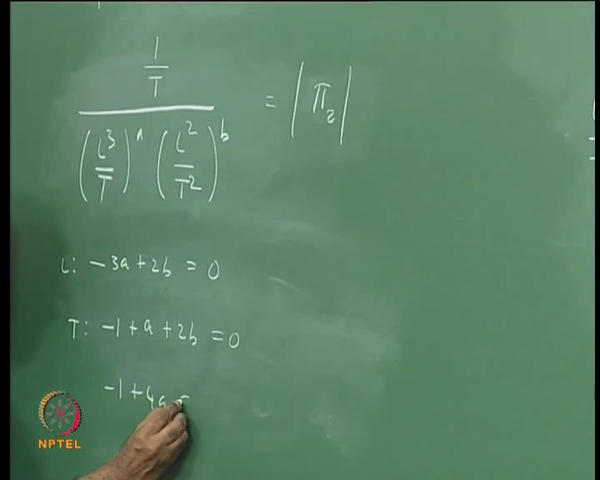 1
T
(L³/T)ᵃ (L²/T²)ᵇ = |π₂|
L: -3a+2b = 0
T: -1+a+2b = 0
-1+4a =
NPTEL